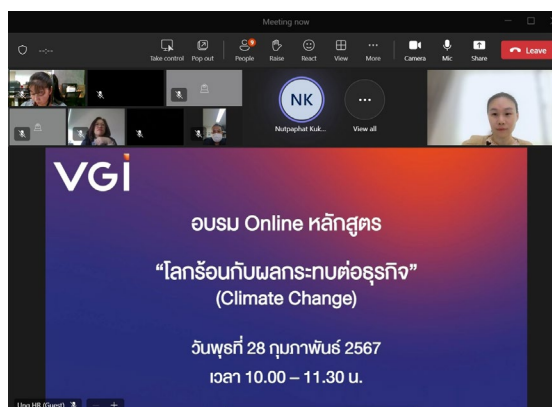 Meeting now
--:--
Take control
Pop out
9
People
Raise
React
View
More
Camera
Mic
Share
Leave
NK
Nutpaphat Kuk...
View all
VGI
อบรม Online หลักสูตร
“โลกร้อนกับผลกระทบต่อธุรกิจ”
(Climate Change)
วันพุธที่ 28 กุมภาพันธ์ 2567
เวลา 10.00 – 11.30 น.
HR (Guest)